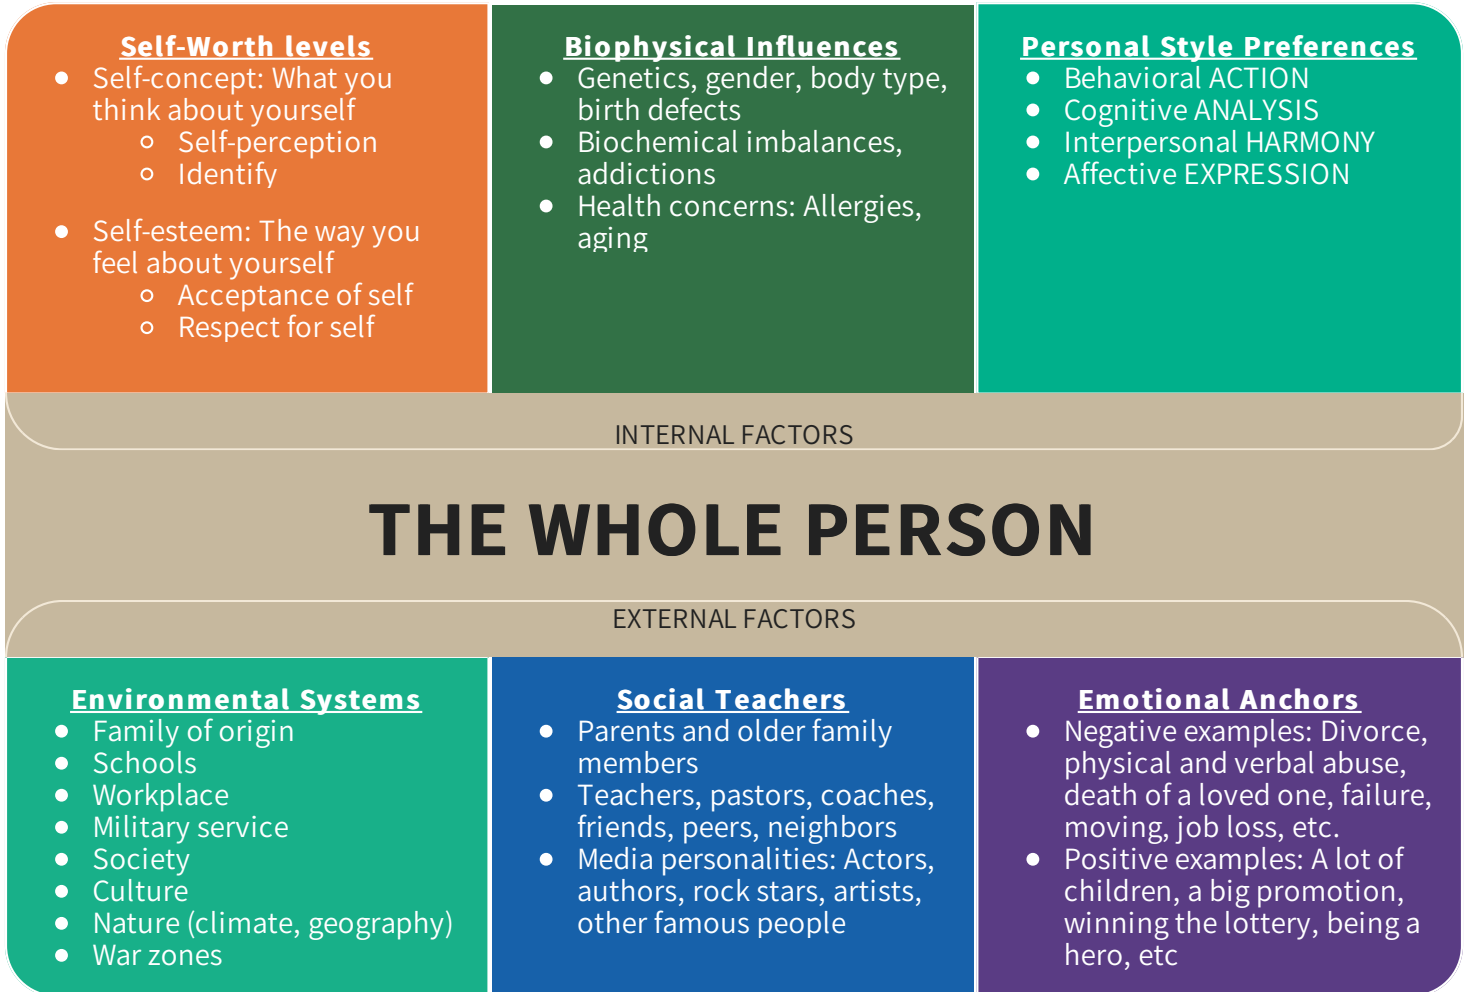 Self-Worth levels
● Self-concept: What you
think about yourself
○ Self-perception
○ Identify
● Self-esteem: The way you
feel about yourself
○ Acceptance of self
○ Respect for self
Biophysical Influences
● Genetics, gender, body type,
birth defects
● Biochemical imbalances,
addictions
● Health concerns: Allergies,
aging
Personal Style Preferences
● Behavioral ACTION
● Cognitive ANALYSIS
● Interpersonal HARMONY
● Affective EXPRESSION
INTERNAL FACTORS
THE WHOLE PERSON
EXTERNAL FACTORS
Environmental Systems
● Family of origin
● Schools
● Workplace
● Military service
● Society
● Culture
● Nature (climate, geography)
● War zones
Social Teachers
● Parents and older family
members
● Teachers, pastors, coaches,
friends, peers, neighbors
● Media personalities: Actors,
authors, rock stars, artists,
other famous people
Emotional Anchors
● Negative examples: Divorce,
physical and verbal abuse,
death of a loved one, failure,
moving, job loss, etc.
● Positive examples: A lot of
children, a big promotion,
winning the lottery, being a
hero, etc